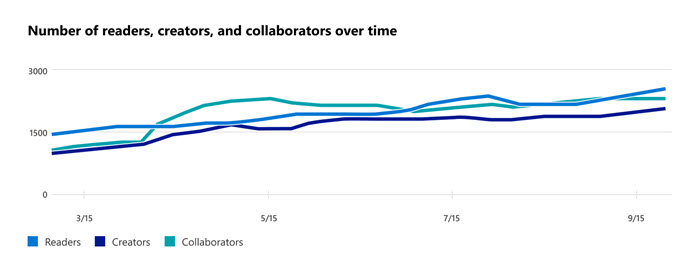 Number of readers, creators, and collaborators over time
3000
1500
0
3/15 5/15 7/15 9/15
Readers Creators Collaborators